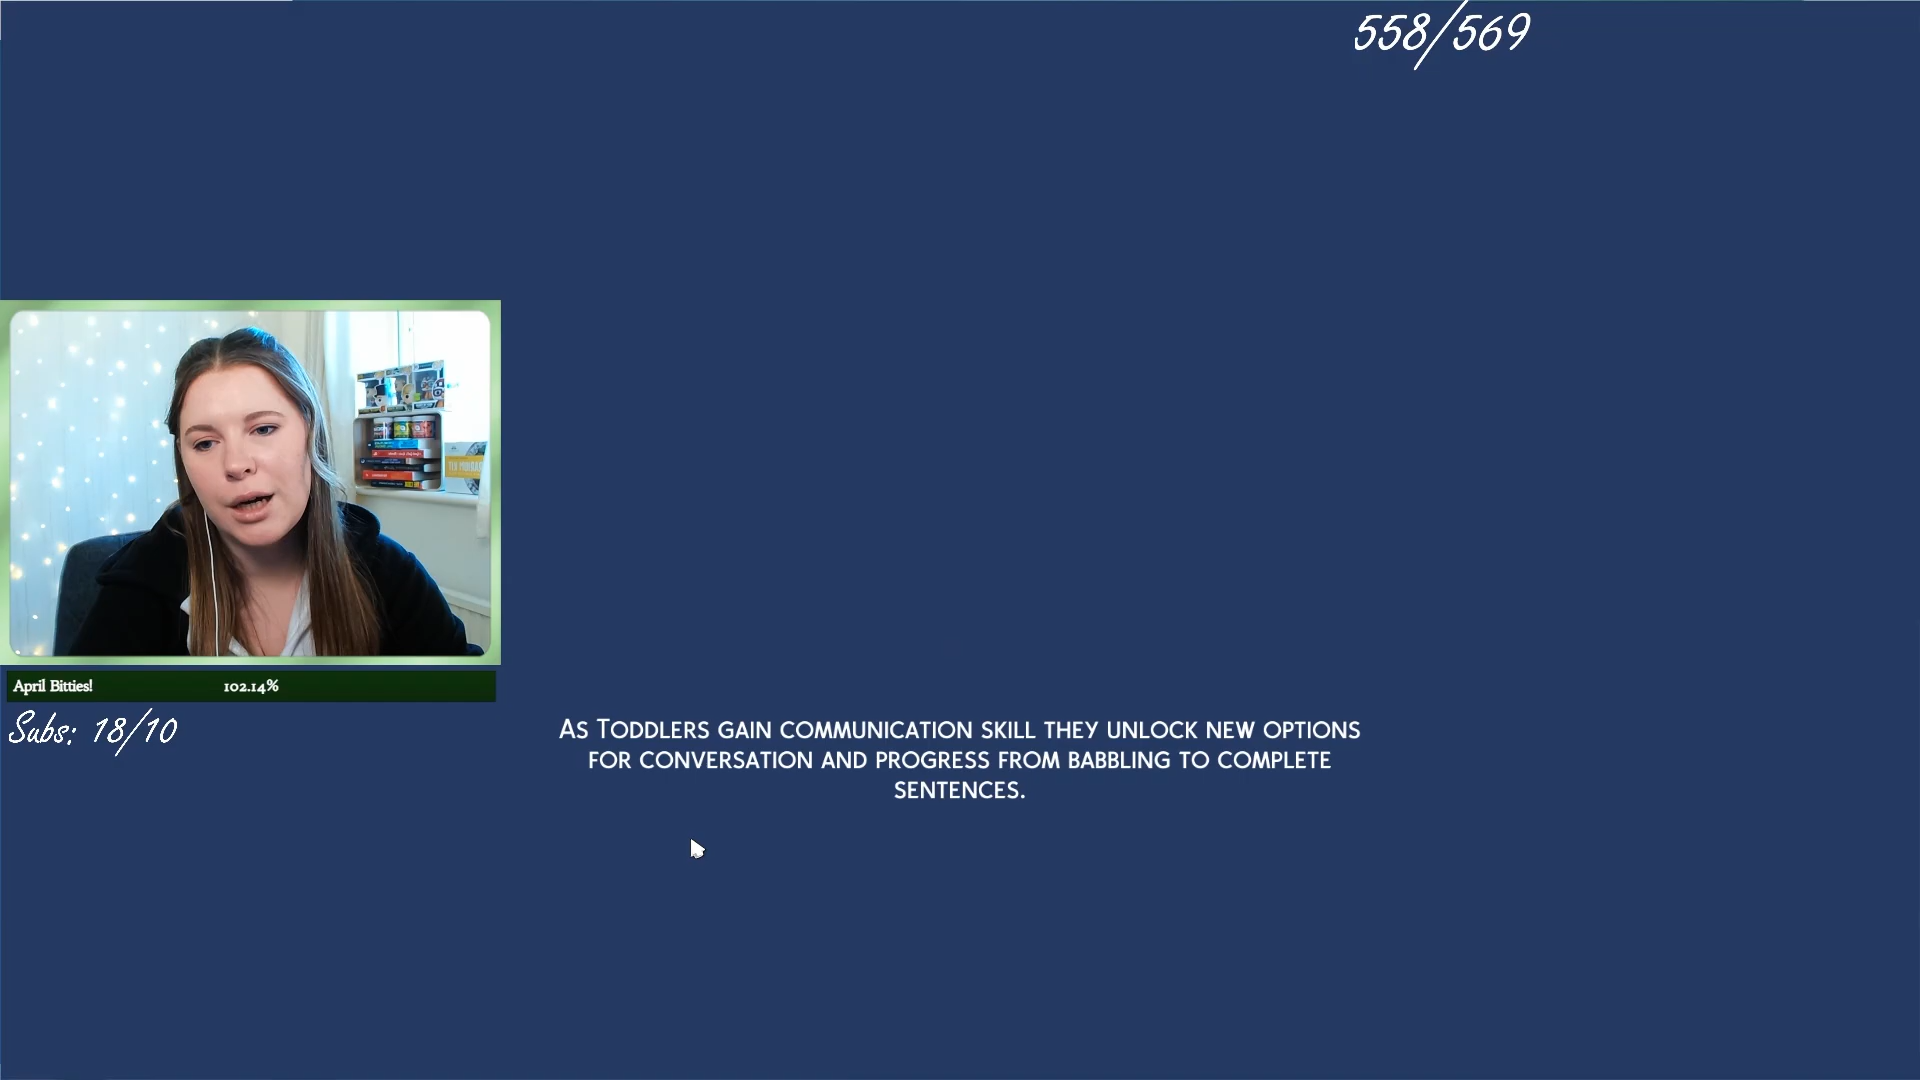 558/569
April Bitties! 102.14%
Subs: 18/10
As Toddlers gain communication skill they unlock new options
for conversation and progress from babbling to complete
sentences.